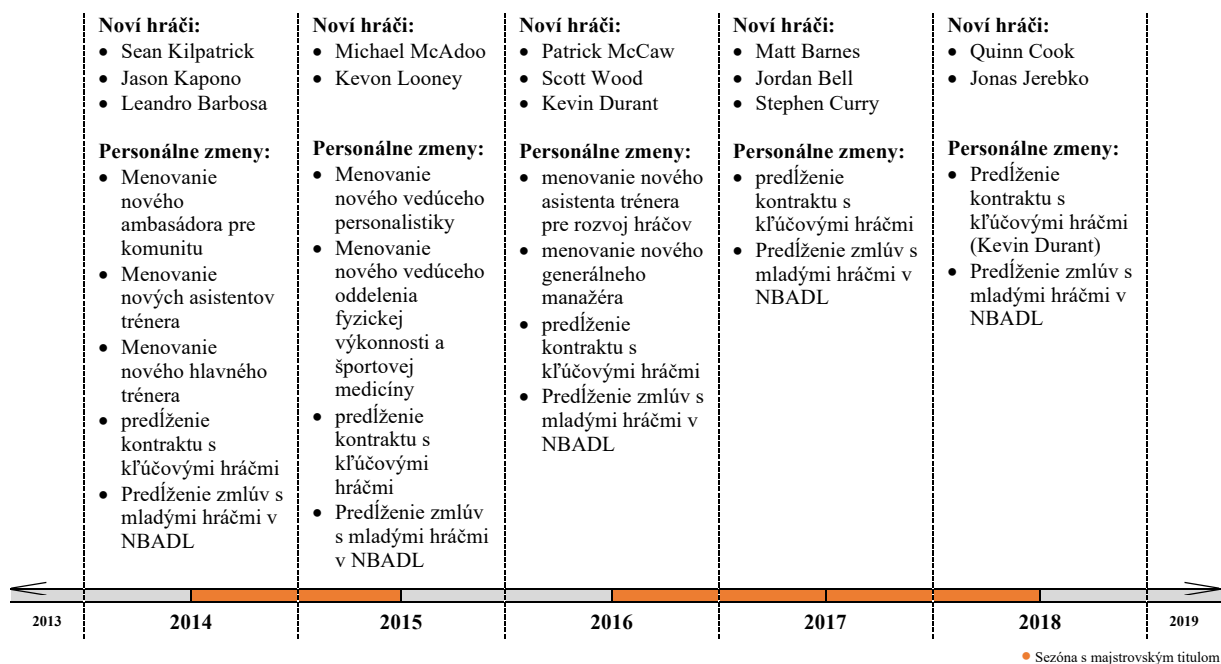 Noví hráči:
• Sean Kilpatrick
• Jason Kapono
• Leandro Barbosa
Personálne zmeny:
• Menovanie
nového
ambasádora pre
komunitu
• Menovanie
nových asistentov
trénera
• Menovanie
nového hlavného
trénera
• predĺženie
kontraktu s
kľúčovými hráčmi
• Predĺženie zmlúv s
mladými hráčmi v
NBADL
Noví hráči:
• Michael McAdoo
• Kevon Looney
Personálne zmeny:
• Menovanie
nového vedúceho
personalistiky
• Menovanie
nového vedúceho
oddelenia
fyzickej
výkonnosti a
športovej
medicíny
• predĺženie
kontraktu s
kľúčovými
hráčmi
• Predĺženie zmlúv
s mladými hráčmi
v NBADL
Noví hráči:
• Patrick McCaw
• Scott Wood
• Kevin Durant
Personálne zmeny:
• menovanie nového
asistenta trénera
pre rozvoj hráčov
• menovanie nového
generálneho
manažéra
• predĺženie
kontraktu s
kľúčovými hráčmi
• Predĺženie zmlúv s
mladými hráčmi v
NBADL
Noví hráči:
• Matt Barnes
• Jordan Bell
• Stephen Curry
Personálne zmeny:
• predĺženie
kontraktu s
kľúčovými hráčmi
• Predĺženie zmlúv s
mladými hráčmi v
NBADL
Noví hráči:
• Quinn Cook
• Jonas Jerebko
Personálne zmeny:
• Predĺženie
kontraktu s
kľúčovými hráčmi
(Kevin Durant)
• Predĺženie zmlúv s
mladými hráčmi v
NBADL
2013
2014
2015
2016
2017
2018
2019
• Sezóna s majstrovským titulom